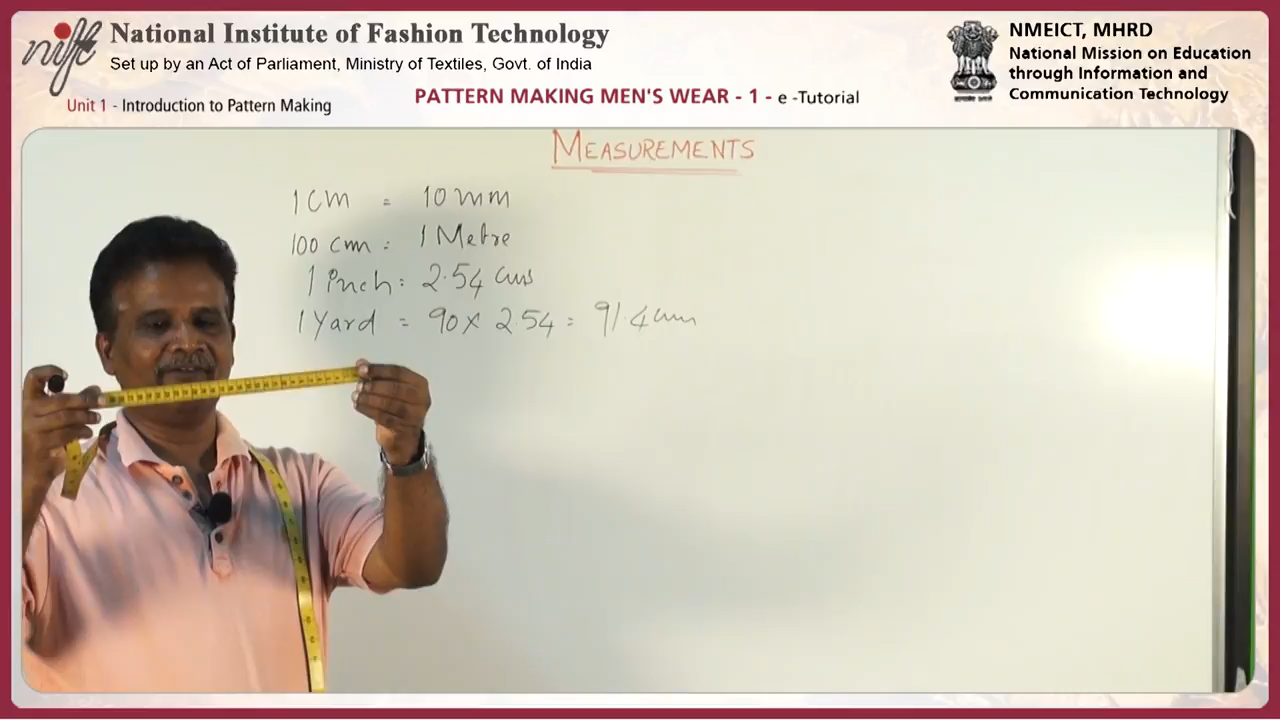 nift
National Institute of Fashion Technology
Set up by an Act of Parliament, Ministry of Textiles, Govt. of India
Unit 1 - Introduction to Pattern Making
PATTERN MAKING MEN'S WEAR - 1 - e -Tutorial
NMEICT, MHRD
National Mission on Education
through Information and
Communication Technology
MEASUREMENTS
1 Cm = 10 mm
100 cm = 1 Metre
1 Inch = 2.54 cms
1 Yard = 90 x 2.54 = 91.4 cm